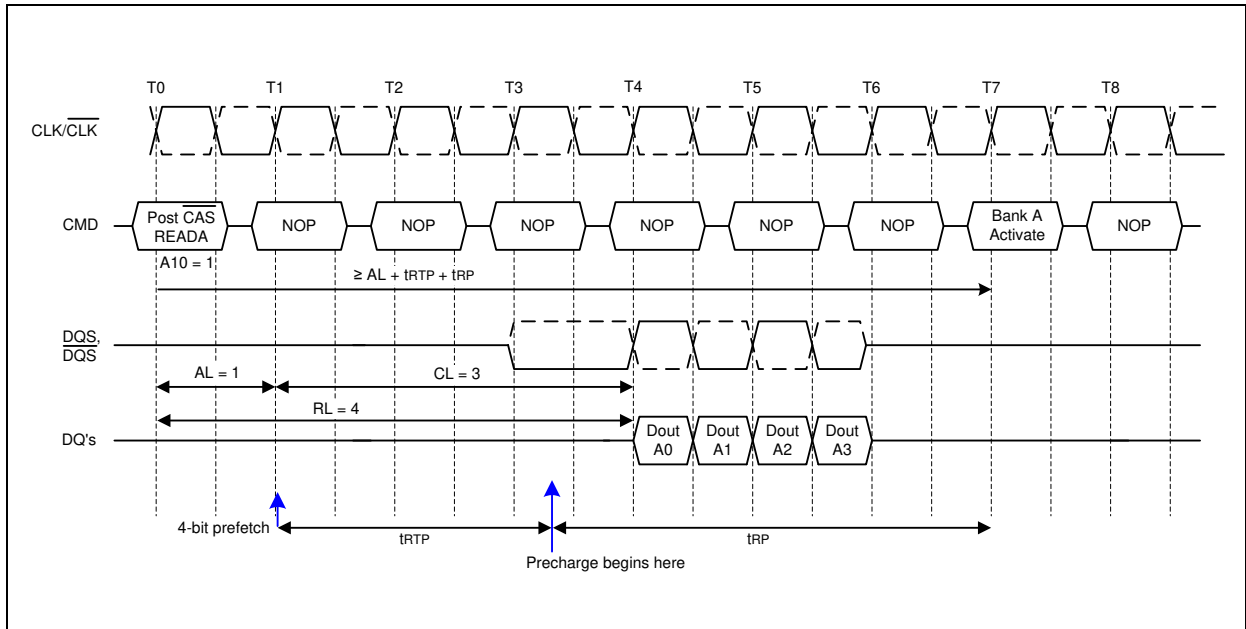 T0 T1 T2 T3 T4 T5 T6 T7 T8
CLK/CLK
CMD
Post CAS
READA
NOP NOP NOP NOP NOP NOP
Bank A
Activate
NOP
A10 = 1
≥ AL + tRTP + tRP
DQS,
DQS
AL = 1
CL = 3
RL = 4
DQ's
Dout
A0
Dout
A1
Dout
A2
Dout
A3
4-bit prefetch
tRTP
tRP
Precharge begins here